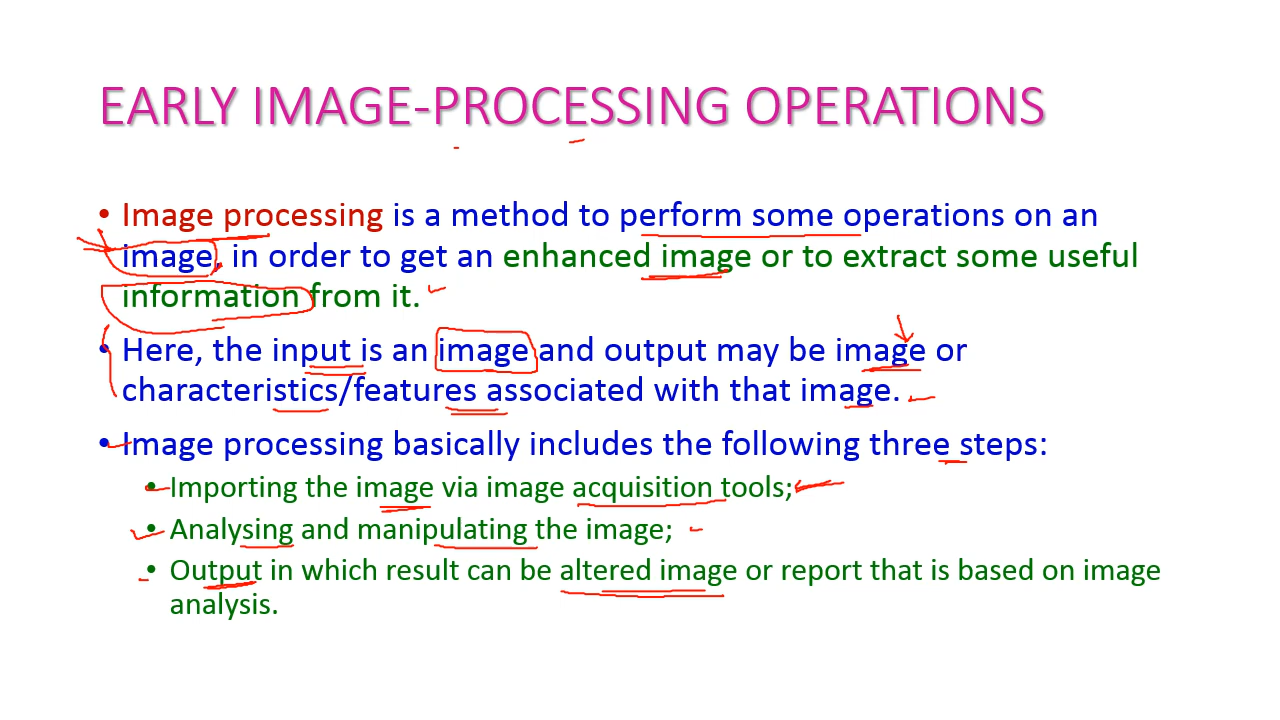 EARLY IMAGE-PROCESSING OPERATIONS
• Image processing is a method to perform some operations on an
image, in order to get an enhanced image or to extract some useful
information from it.
• Here, the input is an image and output may be image or
characteristics/features associated with that image.
• Image processing basically includes the following three steps:
• Importing the image via image acquisition tools;
• Analysing and manipulating the image;
• Output in which result can be altered image or report that is based on image
analysis.